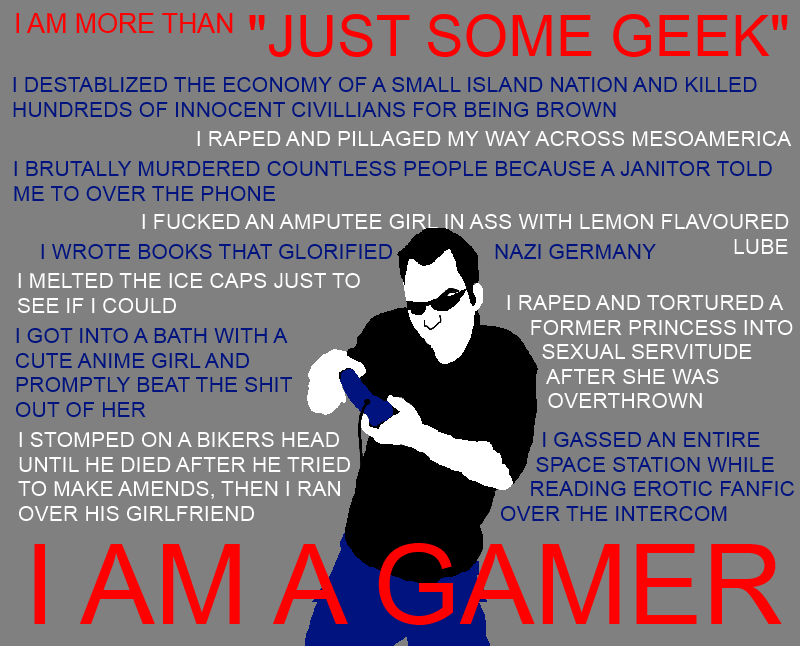 I AM MORE THAN "JUST SOME GEEK"
I DESTABLIZED THE ECONOMY OF A SMALL ISLAND NATION AND KILLED
HUNDREDS OF INNOCENT CIVILLIANS FOR BEING BROWN
I RAPED AND PILLAGED MY WAY ACROSS MESOAMERICA
I BRUTALLY MURDERED COUNTLESS PEOPLE BECAUSE A JANITOR TOLD
ME TO OVER THE PHONE
I FUCKED AN AMPUTEE GIRL IN ASS WITH LEMON FLAVOURED
LUBE
I WROTE BOOKS THAT GLORIFIED NAZI GERMANY
I MELTED THE ICE CAPS JUST TO
SEE IF I COULD
I RAPED AND TORTURED A
FORMER PRINCESS INTO
SEXUAL SERVITUDE
AFTER SHE WAS
OVERTHROWN
I GOT INTO A BATH WITH A
CUTE ANIME GIRL AND
PROMPTLY BEAT THE SHIT
OUT OF HER
I STOMPED ON A BIKERS HEAD
UNTIL HE DIED AFTER HE TRIED
TO MAKE AMENDS, THEN I RAN
OVER HIS GIRLFRIEND
I GASSED AN ENTIRE
SPACE STATION WHILE
READING EROTIC FANFIC
OVER THE INTERCOM
I AM A GAMER